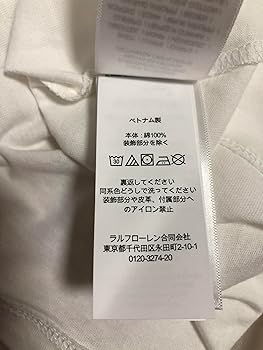 ベトナム製
本体：綿100%
装飾部分を除く
裏返してください
同系色どうしで洗ってください
装飾部分や皮革、付属部分へ
のアイロン禁止
ラルフローレン合同会社
東京都千代田区永田町2-10-1
0120-3274-20